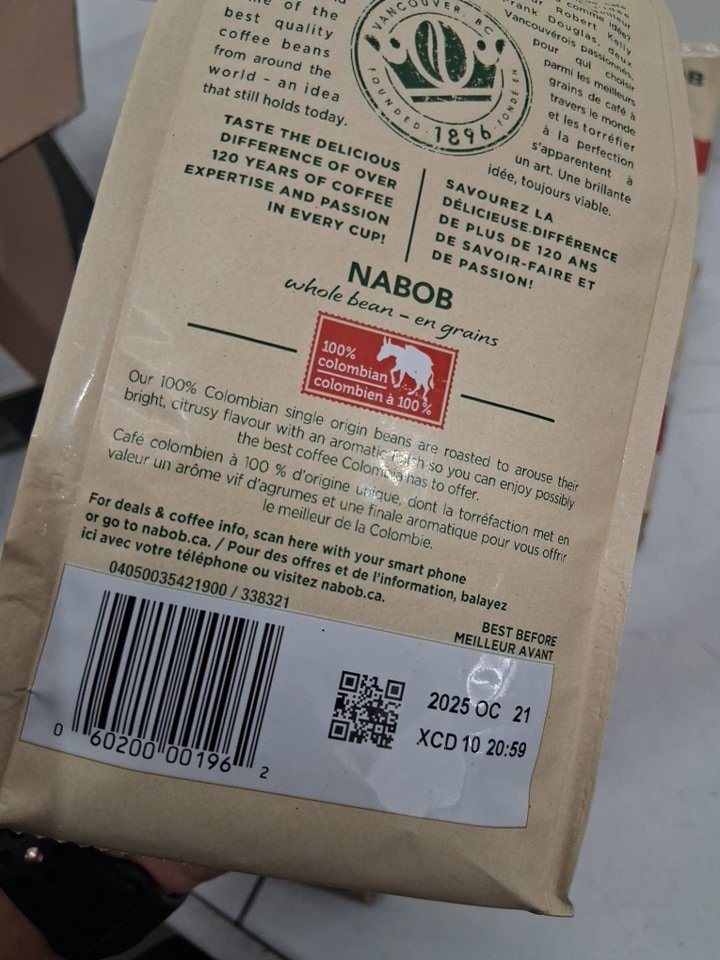 of the
best quality
coffee beans
from around the
world - an idea
that still holds today.
VANCOUVER, BC
FOUNDED · 1896 · FONDÉ EN
comme idée?
Robert Kelly
Frank Douglas, deux
Vancouvérois passionnés,
pour qui choisir
parmi les meilleurs
grains de café à
travers le monde
et les torréfier
à la perfection
s'apparentent à
un art. Une brillante
idée, toujours viable.
TASTE THE DELICIOUS
DIFFERENCE OF OVER
120 YEARS OF COFFEE
EXPERTISE AND PASSION
IN EVERY CUP!
SAVOUREZ LA
DÉLICIEUSE DIFFÉRENCE
DE PLUS DE 120 ANS
DE SAVOIR-FAIRE ET
DE PASSION!
NABOB
whole bean - en grains
100%
colombian
colombien à 100 %
Our 100% Colombian single origin beans are roasted to arouse their
bright, citrusy flavour with an aromatic finish so you can enjoy possibly
the best coffee Colombia has to offer.
Café colombien à 100 % d'origine unique, dont la torréfaction met en
valeur un arôme vif d'agrumes et une finale aromatique pour vous offrir
le meilleur de la Colombie.
For deals & coffee info, scan here with your smart phone
or go to nabob.ca. / Pour des offres et de l'information, balayez
ici avec votre téléphone ou visitez nabob.ca.
04050035421900 / 338321
BEST BEFORE
MEILLEUR AVANT
2025 OC 21
XCD 10 20:59
0 60200 00196 2